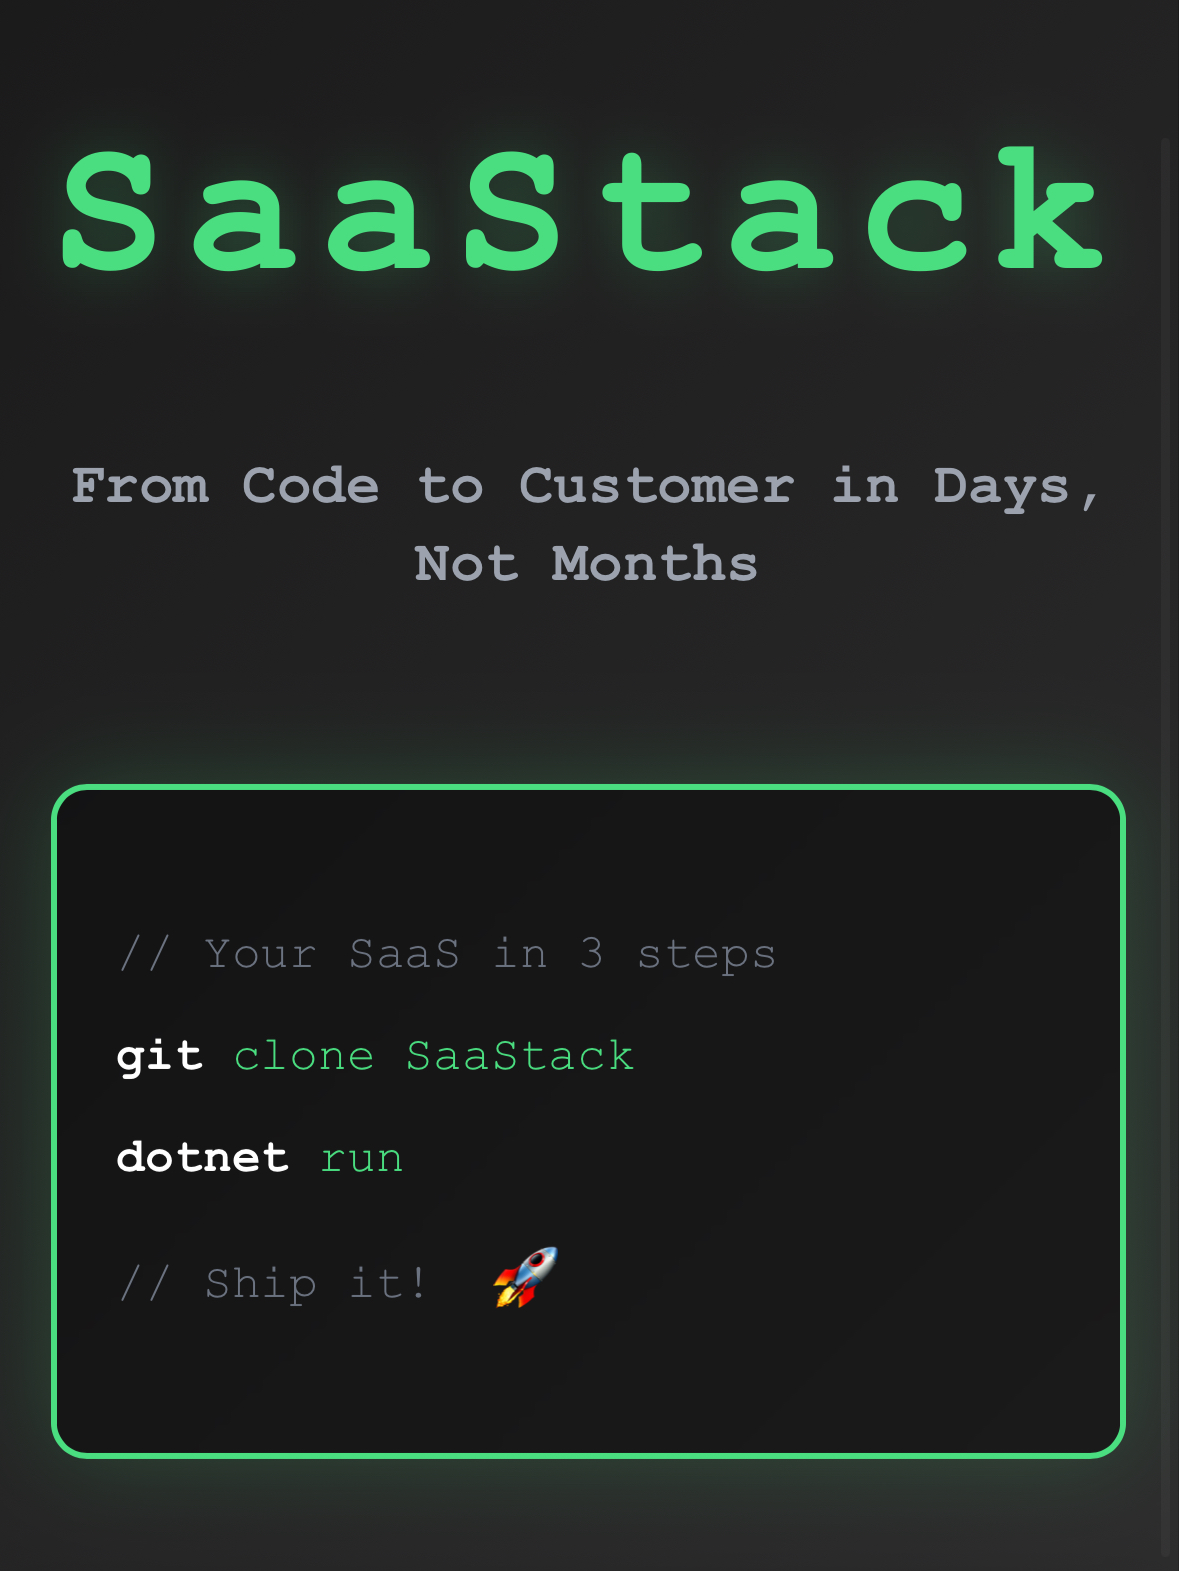 SaaStack
From Code to Customer in Days,
Not Months
// Your SaaS in 3 steps
git clone SaaStack
dotnet run
// Ship it! 🚀